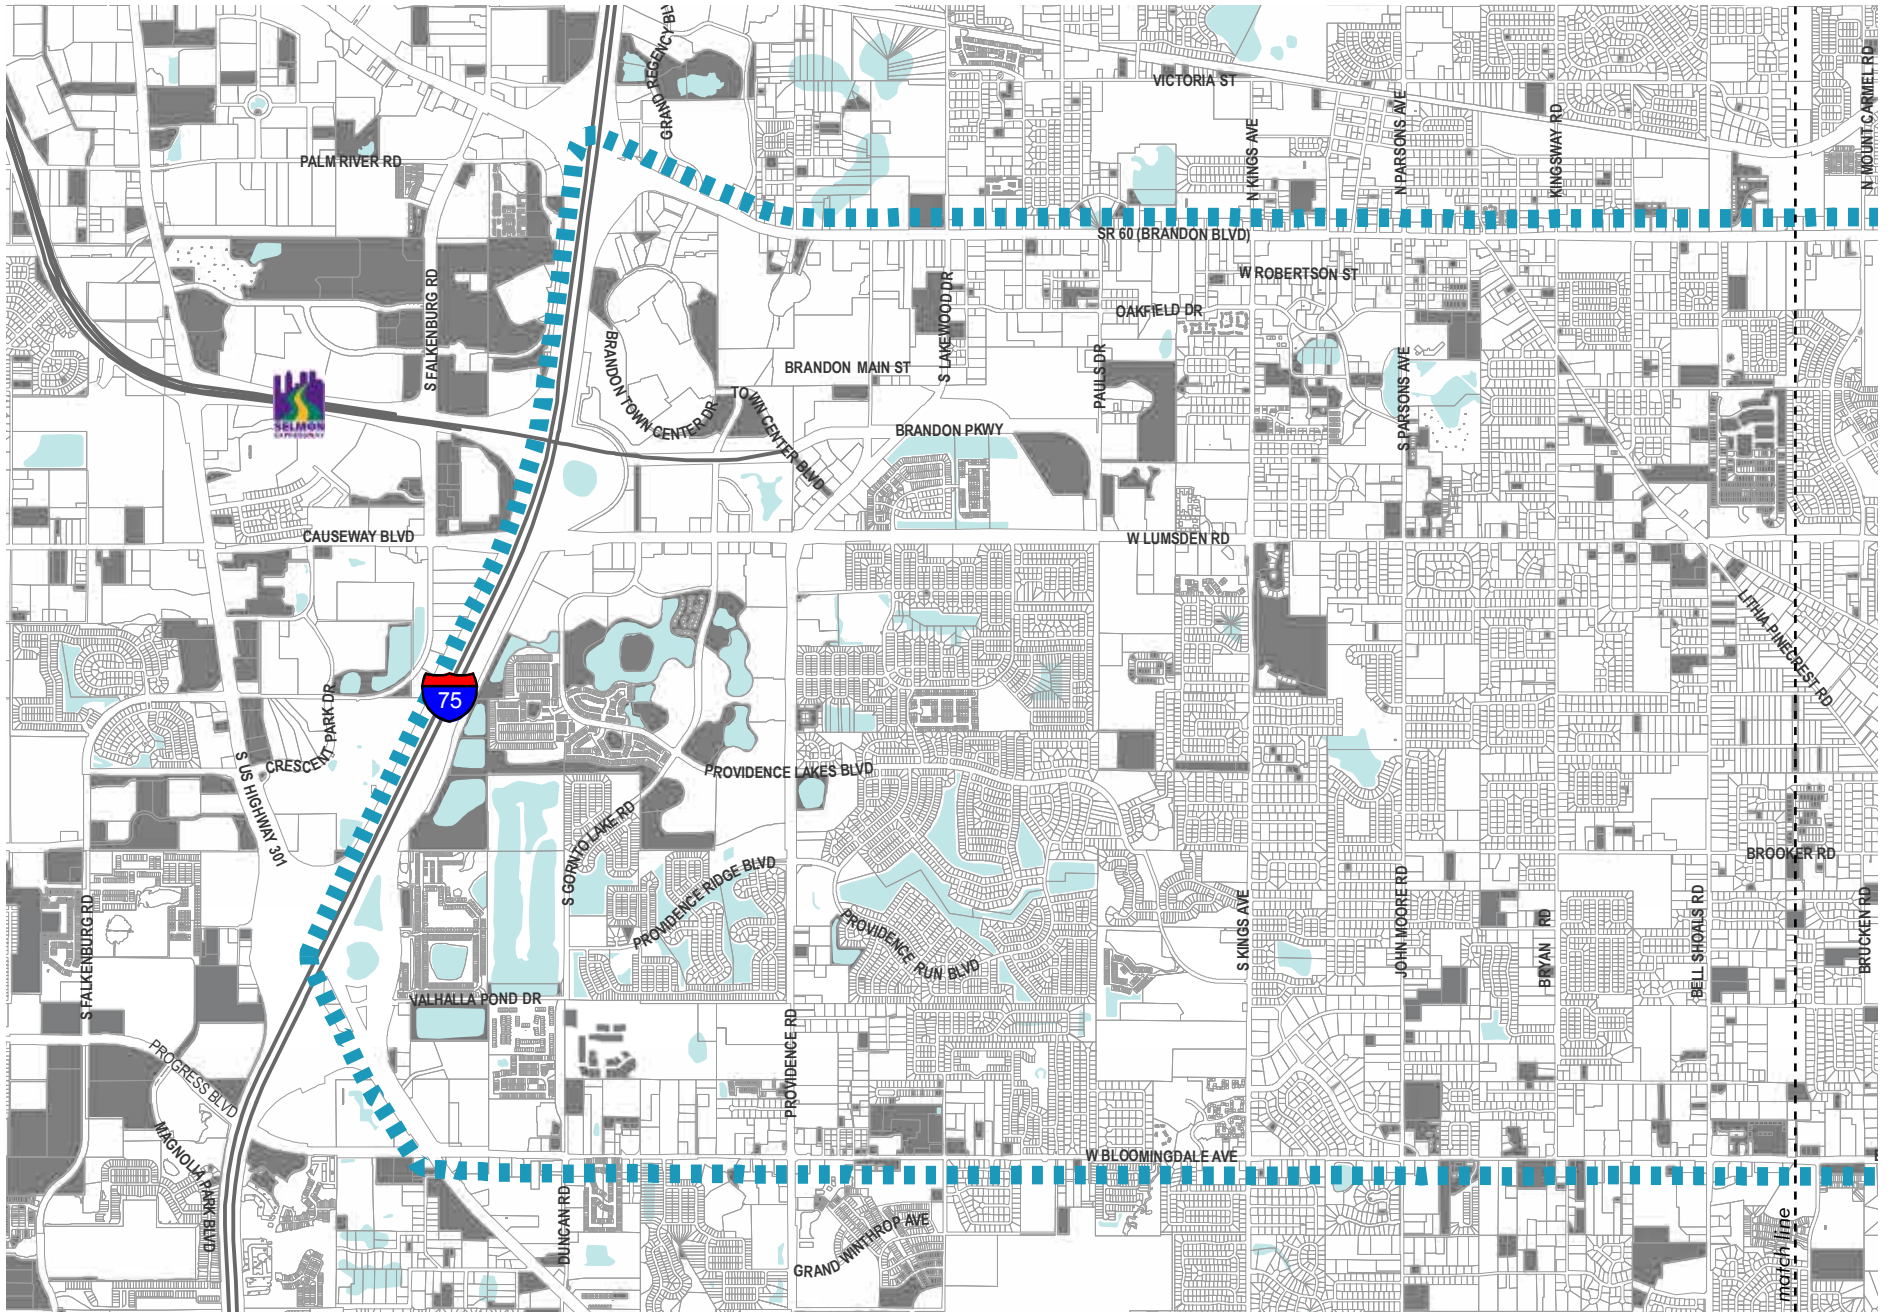 GRAND REGENCY BL
VICTORIA ST
N MOUNT CARMEL RD
N PARSONS AVE
KINGSWAY RD
N KINGS AVE
PALM RIVER RD
SR 60 (BRANDON BLVD)
W ROBERTSON ST
S FALKENBURG RD
S LAKEWOOD DR
OAKFIELD DR
BRANDON MAIN ST
BRANDON TOWN CENTER DR
TOWN CENTER BLVD
PAULS DR
S PARSONS AVE
SELMON
EXPRESSWAY
BRANDON PKWY
CAUSEWAY BLVD
W LUMSDEN RD
LITHIA PINECREST RD
75
CRESCENT PARK DR
S US HIGHWAY 301
PROVIDENCE LAKES BLVD
S GORNTO LAKE RD
BROOKER RD
PROVIDENCE RIDGE BLVD
S FALKENBURG RD
PROVIDENCE RUN BLVD
S KINGS AVE
JOHN MOORE RD
BRYAN RD
BELL SHOALS RD
BRUCKEN RD
VALHALLA POND DR
PROVIDENCE RD
PROGRESS BLVD
MAGNOLIA PARK BLVD
W BLOOMINGDALE AVE
DUNCAN RD
GRAND WINTHROP AVE
match line